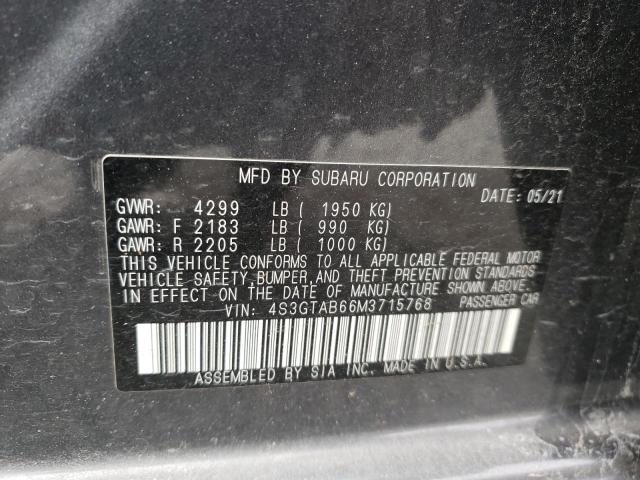 MFD BY SUBARU CORPORATION
DATE: 05/21
GVWR: 4299 LB ( 1950 KG)
GAWR: F 2183 LB ( 990 KG)
GAWR: R 2205 LB ( 1000 KG)
THIS VEHICLE CONFORMS TO ALL APPLICABLE FEDERAL MOTOR
VEHICLE SAFETY, BUMPER, AND THEFT PREVENTION STANDARDS
IN EFFECT ON THE DATE OF MANUFACTURE SHOWN ABOVE.
VIN: 4S3GTAB66M3715768 PASSENGER CAR
ASSEMBLED BY SIA INC. MADE IN U.S.A.